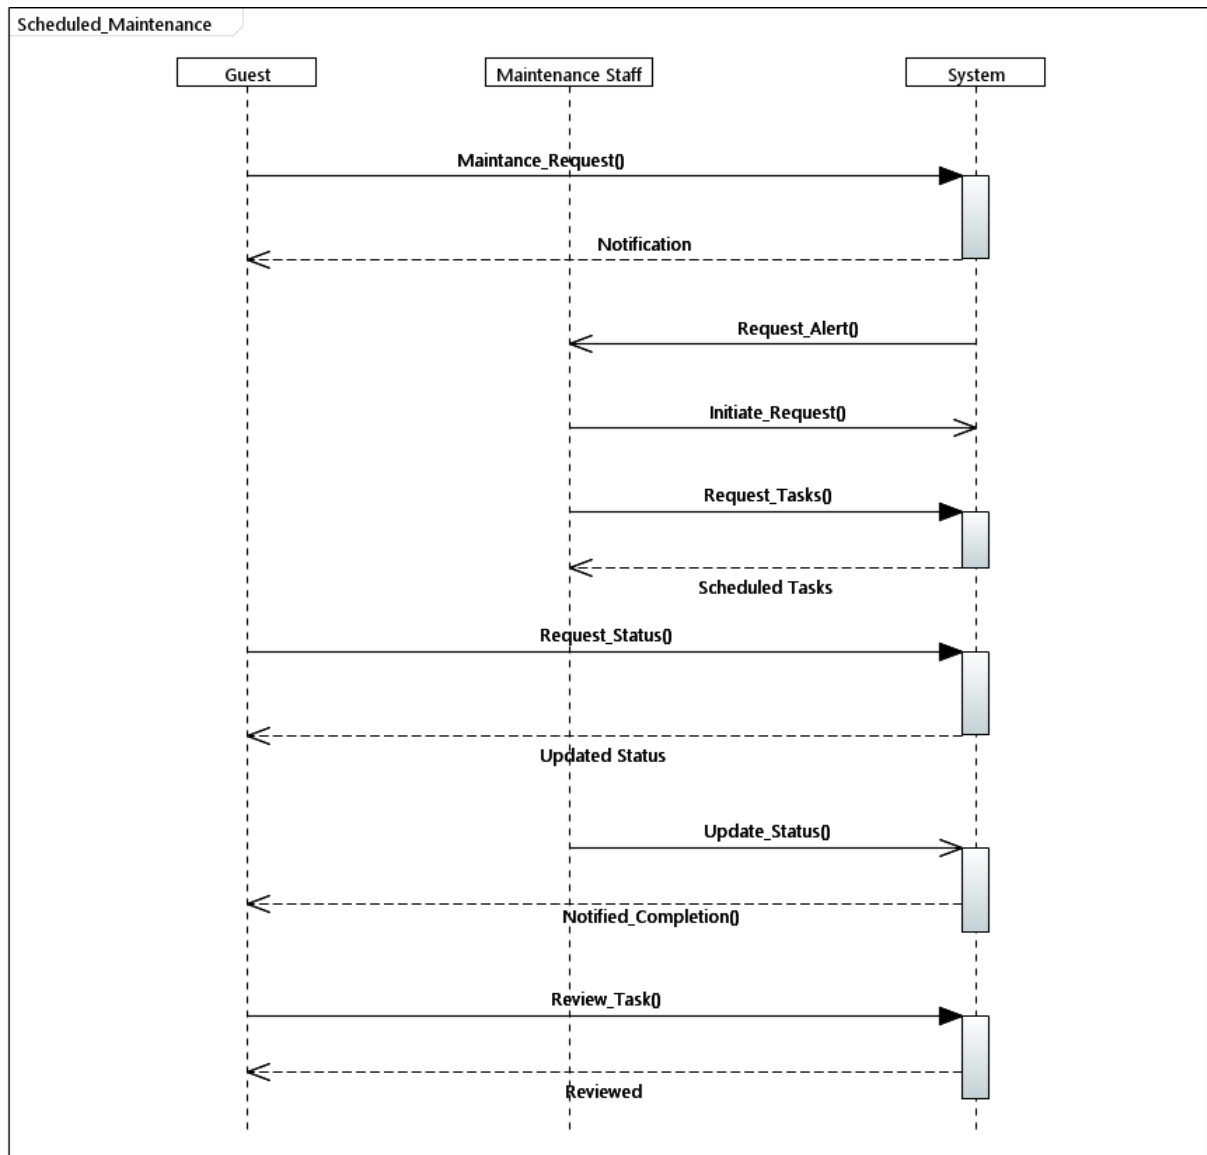 Scheduled_Maintenance
Guest
Maintenance Staff
System
Maintance_Request()
Notification
Request_Alert()
Initiate_Request()
Request_Tasks()
Scheduled Tasks
Request_Status()
Updated Status
Update_Status()
Notified_Completion()
Review_Task()
Reviewed